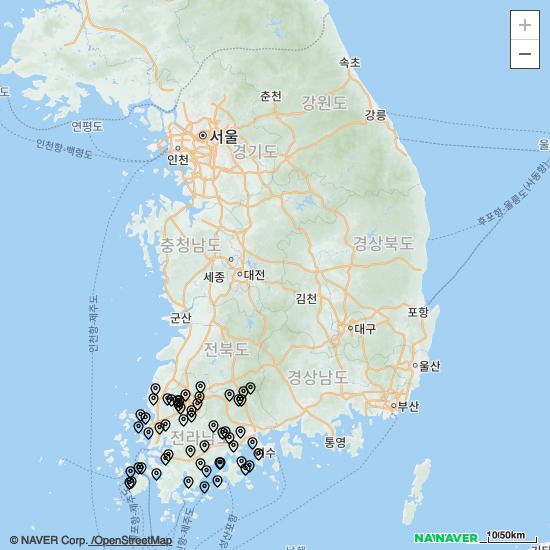 +
−
속초
춘천
강원도
강릉
도
연평도
서울
인천
경기도
울
인천항-백령도
후포항-울릉도(사동항)
충청남도
경상북도
세종
대전
인천항-제주도
김천
포항
군산
대구
전북도
울산
경상남도
부산
전라남도
통영
여수
남해
© NAVER Corp. /OpenStreetMap
NAVER
10/50km